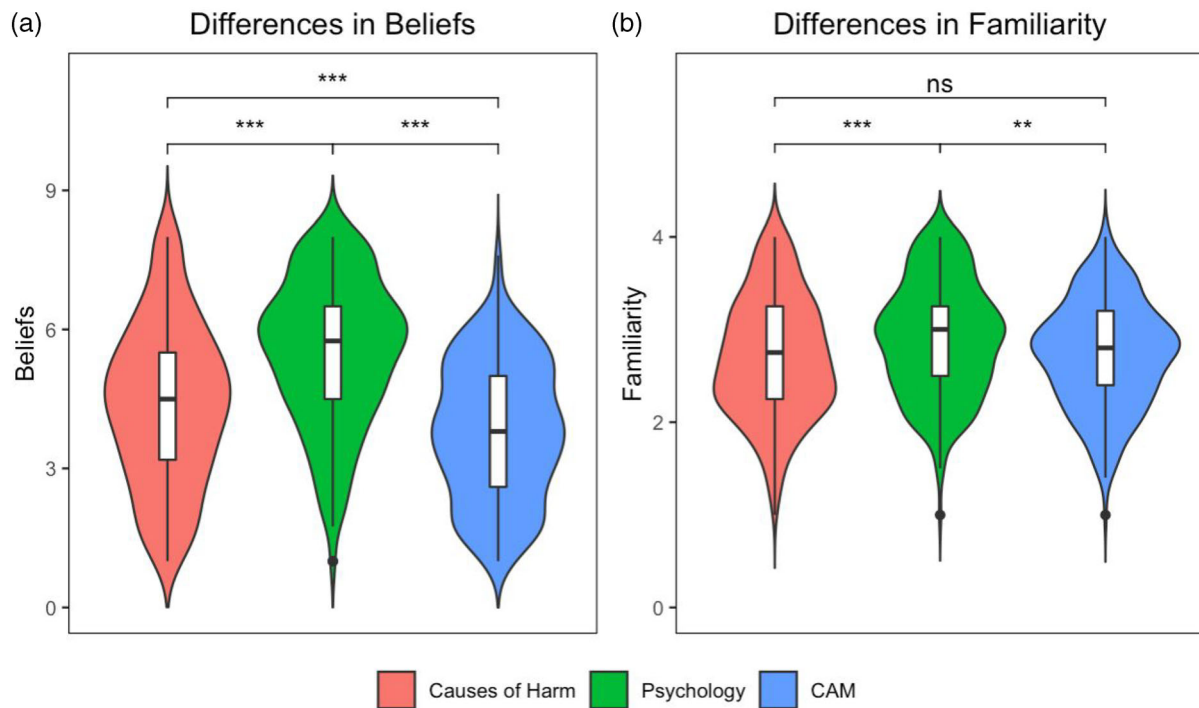 (a) Differences in Beliefs
***
*** ***
9
6
3
0
Beliefs
(b) Differences in Familiarity
ns
*** **
4
2
0
Familiarity
Causes of Harm Psychology CAM